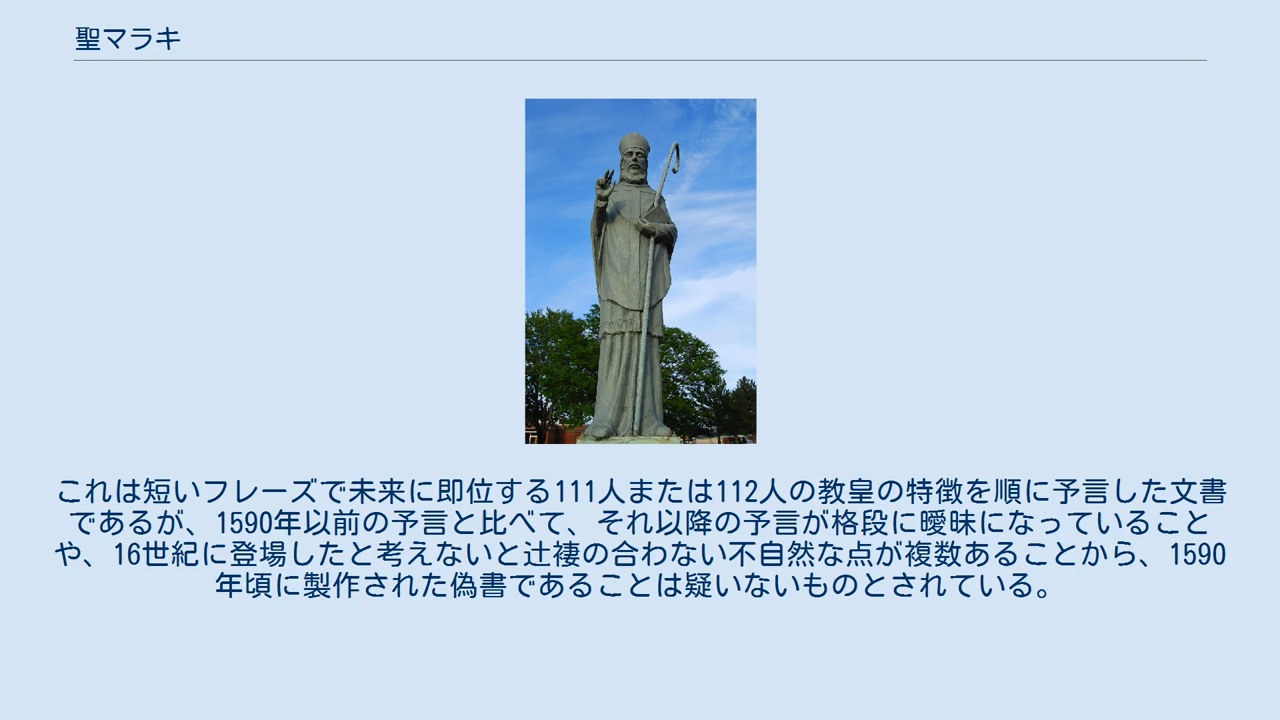 聖マラキ
これは短いフレーズで未来に即位する111人または112人の教皇の特徴を順に予言した文書
であるが、1590年以前の予言と比べて、それ以降の予言が格段に曖昧になっていること
や、16世紀に登場したと考えないと辻褄の合わない不自然な点が複数あることから、1590
年頃に製作された偽書であることは疑いないものとされている。